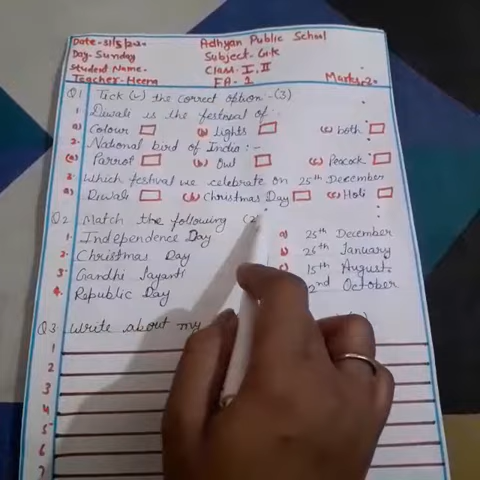 Date- 31/5/2020
Adhyan Public School
Day- Sunday
Subject- G.K
Student Name-
Class- I, II
Teacher- Heena
FA- 1
Marks- 20
Q1 Tick (✓) the correct option -(3)
1. Diwali is the festival of:-
a) Colour
(b) Lights
(c) both
2. National bird of India :-
(a) Parrot
(b) Owl
(c) Peacock
3. Which festival we celebrate on 25th December
a) Diwali
(b) Christmas Day
(c) Holi
Q2 Match the following (2)
1. Independence Day
a) 25th December
2. Christmas Day
b) 26th January
3. Gandhi Jayanti
c) 15th August
4. Republic Day
2nd October
Q3 Write about my
1
2
3
4
5
6
7